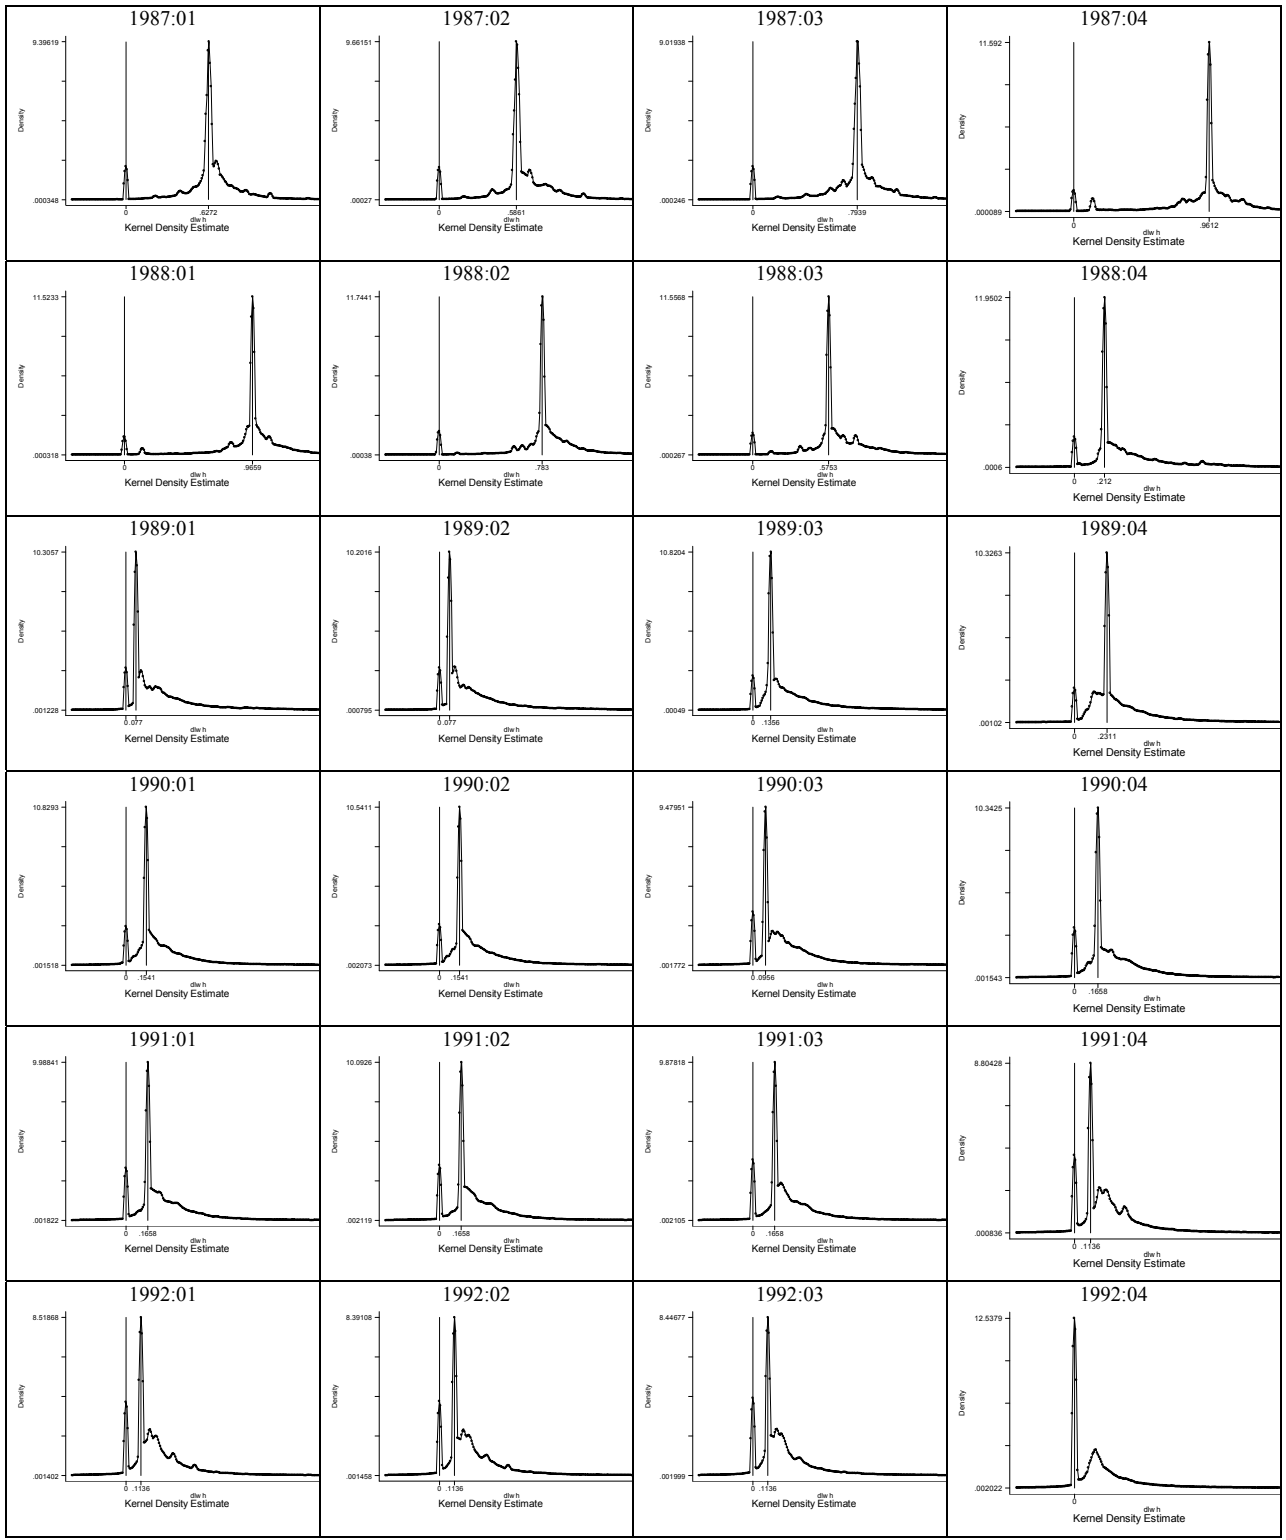 1987:01
9.39619
Density
.000348
0
.6272
dlw h
Kernel Density Estimate
1987:02
9.66151
Density
.00027
0
.5861
dlw h
Kernel Density Estimate
1987:03
9.01938
Density
.000246
0
.7939
dlw h
Kernel Density Estimate
1987:04
11.592
Density
.000089
0
.9612
dlw h
Kernel Density Estimate
1988:01
11.5233
Density
.000318
0
.9659
dlw h
Kernel Density Estimate
1988:02
11.7441
Density
.00038
0
.783
dlw h
Kernel Density Estimate
1988:03
11.5568
Density
.000267
0
.5753
dlw h
Kernel Density Estimate
1988:04
11.9502
Density
.0006
0
.212
dlw h
Kernel Density Estimate
1989:01
10.3057
Density
.001228
0 .077
dlw h
Kernel Density Estimate
1989:02
10.2016
Density
.000795
0 .077
dlw h
Kernel Density Estimate
1989:03
10.8204
Density
.00049
0 .1356
dlw h
Kernel Density Estimate
1989:04
10.3263
Density
.00102
0
.2311
dlw h
Kernel Density Estimate
1990:01
10.8293
Density
.001518
0 .1541
dlw h
Kernel Density Estimate
1990:02
10.5411
Density
.002073
0 .1541
dlw h
Kernel Density Estimate
1990:03
9.47951
Density
.001772
0 .0956
dlw h
Kernel Density Estimate
1990:04
10.3425
Density
.001543
0 .1658
dlw h
Kernel Density Estimate
1991:01
9.98841
Density
.001822
0 .1658
dlw h
Kernel Density Estimate
1991:02
10.0926
Density
.002119
0 .1658
dlw h
Kernel Density Estimate
1991:03
9.87818
Density
.002105
0 .1658
dlw h
Kernel Density Estimate
1991:04
8.80428
Density
.000836
0 .1136
dlw h
Kernel Density Estimate
1992:01
8.51868
Density
.001402
0 .1136
dlw h
Kernel Density Estimate
1992:02
8.39108
Density
.001458
0 .1136
dlw h
Kernel Density Estimate
1992:03
8.44677
Density
.001999
0 .1136
dlw h
Kernel Density Estimate
1992:04
12.5379
Density
.002022
0
dlw h
Kernel Density Estimate